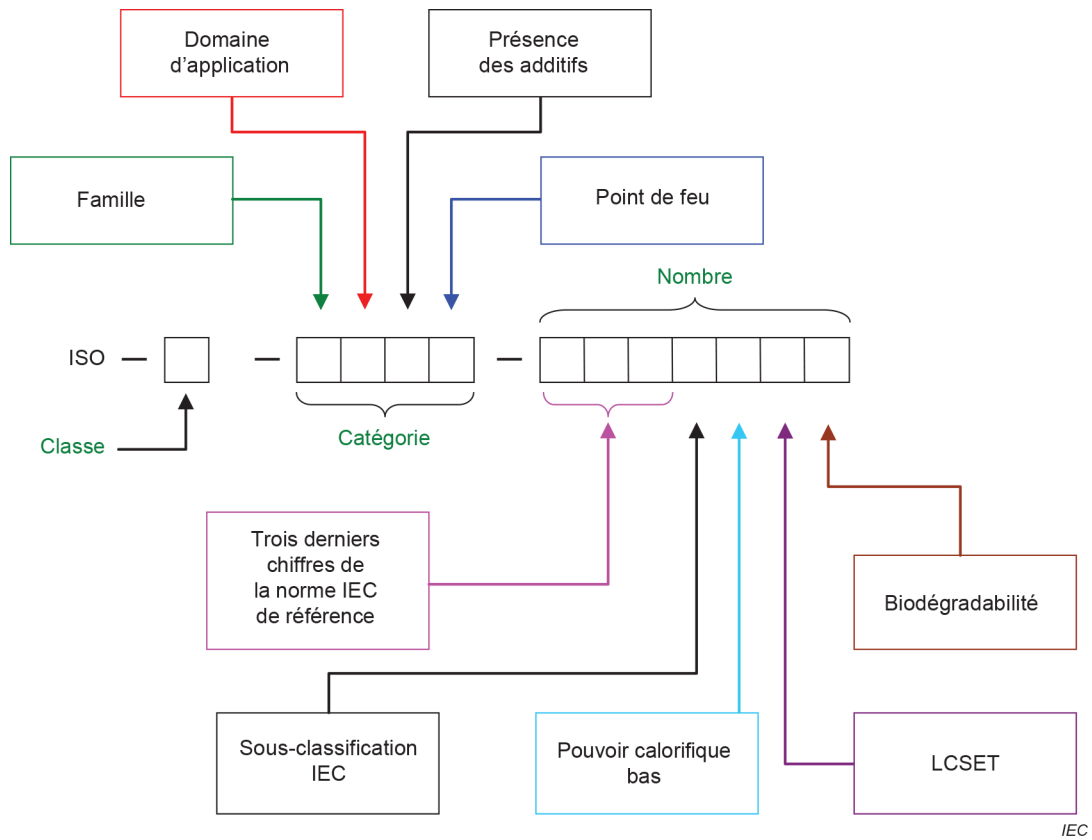 Domaine
d’application
Présence
des additifs
Famille
Point de feu
Nombre
ISO
Classe
Catégorie
Trois derniers
chiffres de
la norme IEC
de référence
Biodégradabilité
Sous-classification
IEC
Pouvoir calorifique
bas
LCSET
IEC